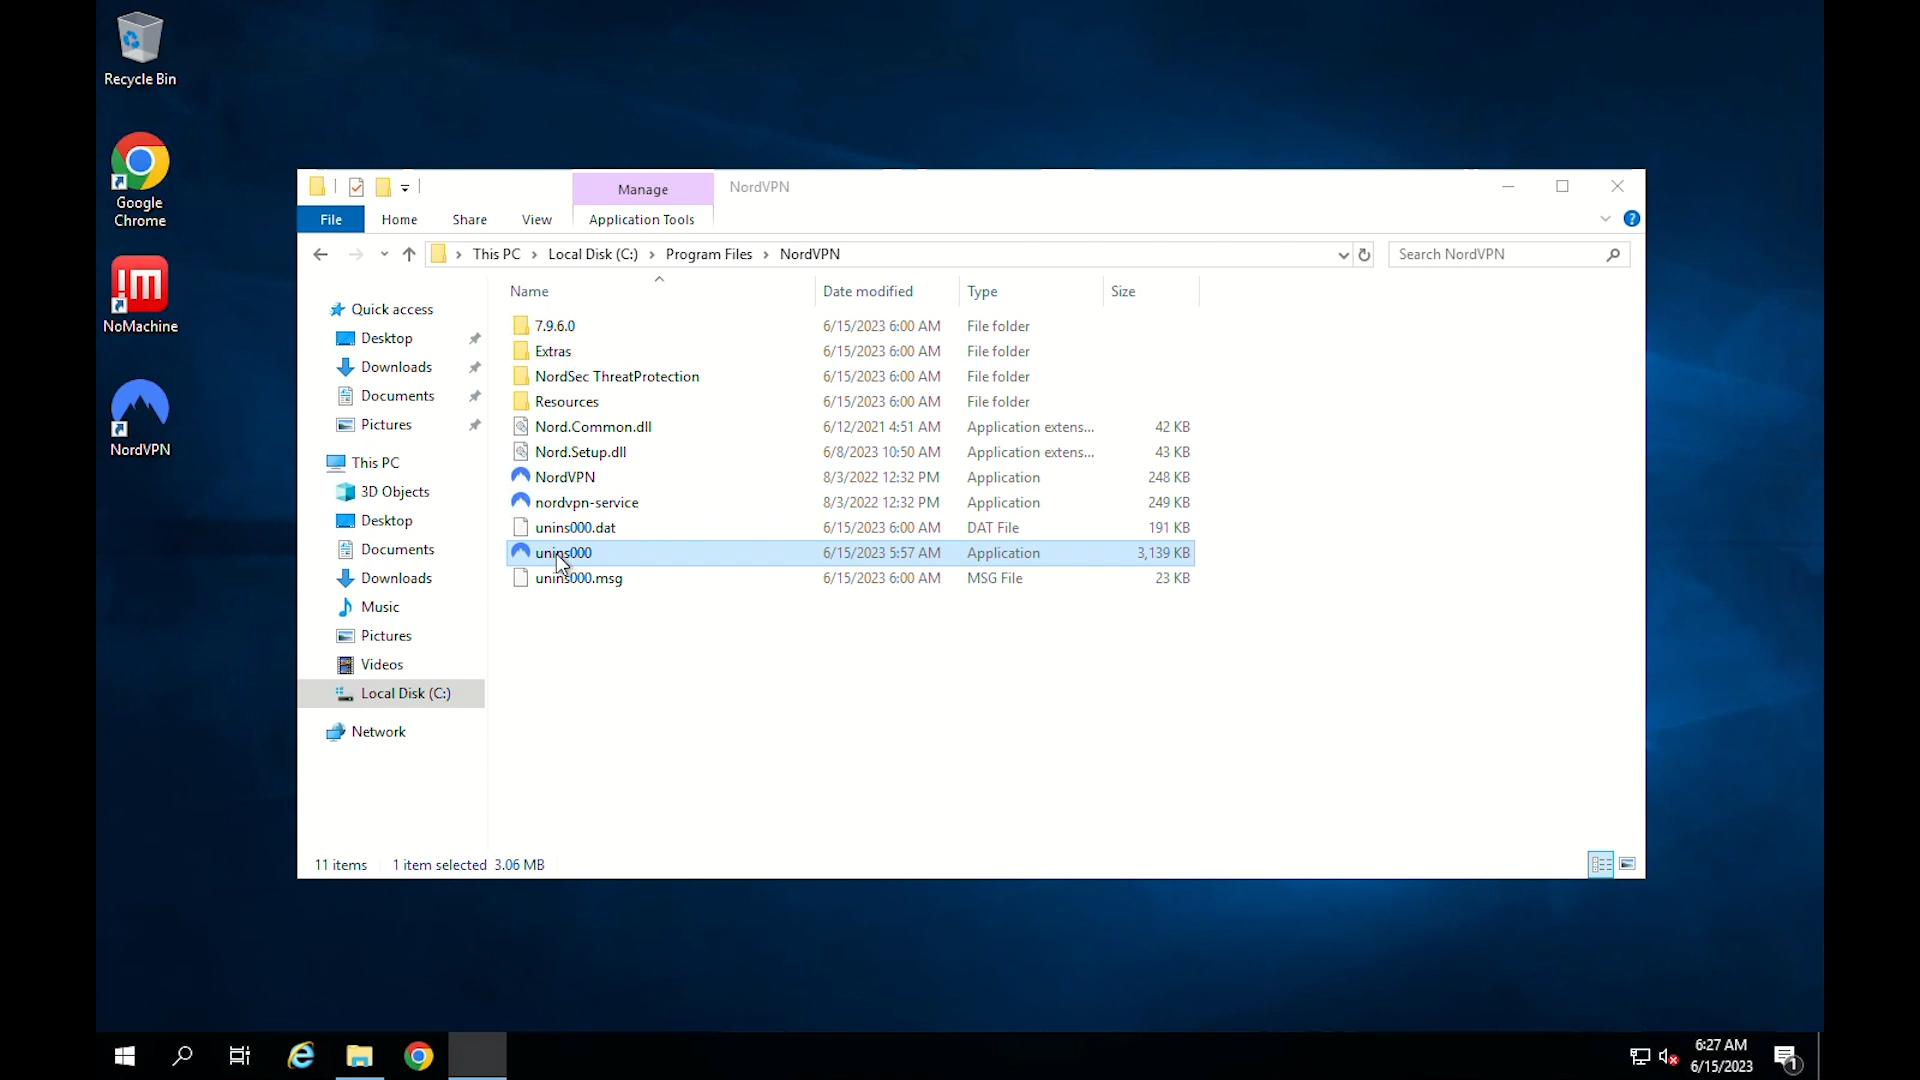 Recycle Bin
Google
Chrome
NoMachine
NordVPN
Manage
NordVPN
File
Home
Share
View
Application Tools
This PC
Local Disk (C:)
Program Files
NordVPN
Search NordVPN
Name
Date modified
Type
Size
Quick access
Desktop
Downloads
Documents
Pictures
This PC
3D Objects
Desktop
Documents
Downloads
Music
Pictures
Videos
Local Disk (C:)
Network
7.9.6.0 6/15/2023 6:00 AM File folder
Extras 6/15/2023 6:00 AM File folder
NordSec ThreatProtection 6/15/2023 6:00 AM File folder
Resources 6/15/2023 6:00 AM File folder
Nord.Common.dll 6/12/2021 4:51 AM Application extens... 42 KB
Nord.Setup.dll 6/8/2023 10:50 AM Application extens... 43 KB
NordVPN 8/3/2022 12:32 PM Application 248 KB
nordvpn-service 8/3/2022 12:32 PM Application 249 KB
unins000.dat 6/15/2023 6:00 AM DAT File 191 KB
unins000 6/15/2023 5:57 AM Application 3,139 KB
unins000.msg 6/15/2023 6:00 AM MSG File 23 KB
11 items 1 item selected 3.06 MB
6:27 AM
6/15/2023
1